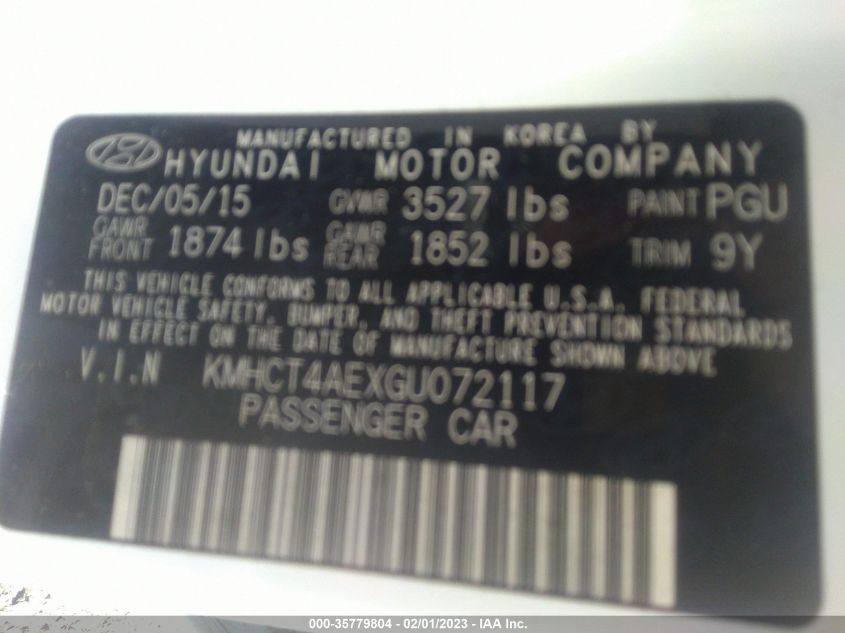 MANUFACTURED IN KOREA BY
HYUNDAI MOTOR COMPANY
DEC/05/15 GVWR 3527 lbs PAINT PGU
GAWR FRONT 1874 lbs GAWR REAR 1852 lbs TRIM 9Y
THIS VEHICLE CONFORMS TO ALL APPLICABLE U.S.A. FEDERAL
MOTOR VEHICLE SAFETY, BUMPER, AND THEFT PREVENTION STANDARDS
IN EFFECT ON THE DATE OF MANUFACTURE SHOWN ABOVE.
V.I.N KMHCT4AEXGU072117
PASSENGER CAR
000-35779804 - 02/01/2023 - IAA Inc.